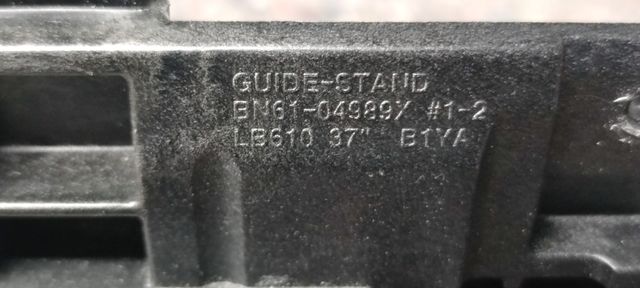 GUIDE-STAND
BN61-04989X #1-2
LB610 37" B1YA